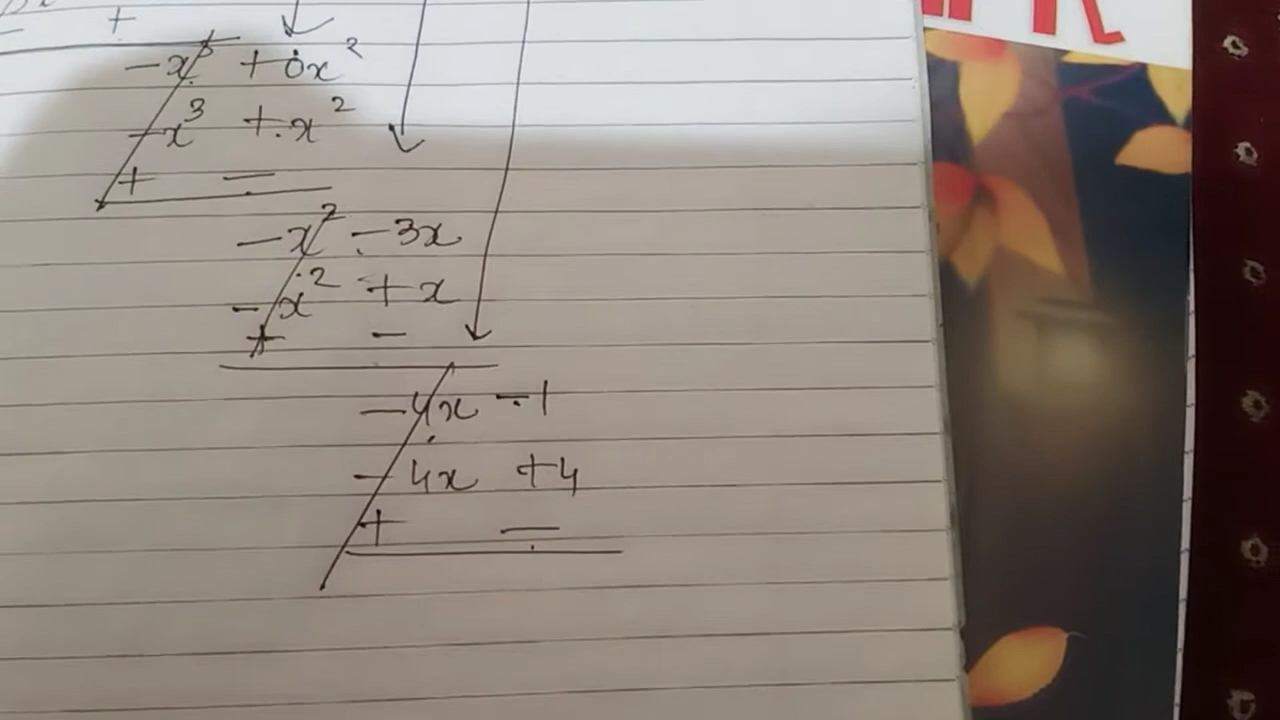 +
-x³ +0x²
-x³ +x²
+ -
-x² -3x
-x² +x
+ -
-4x -1
-4x +4
+ -